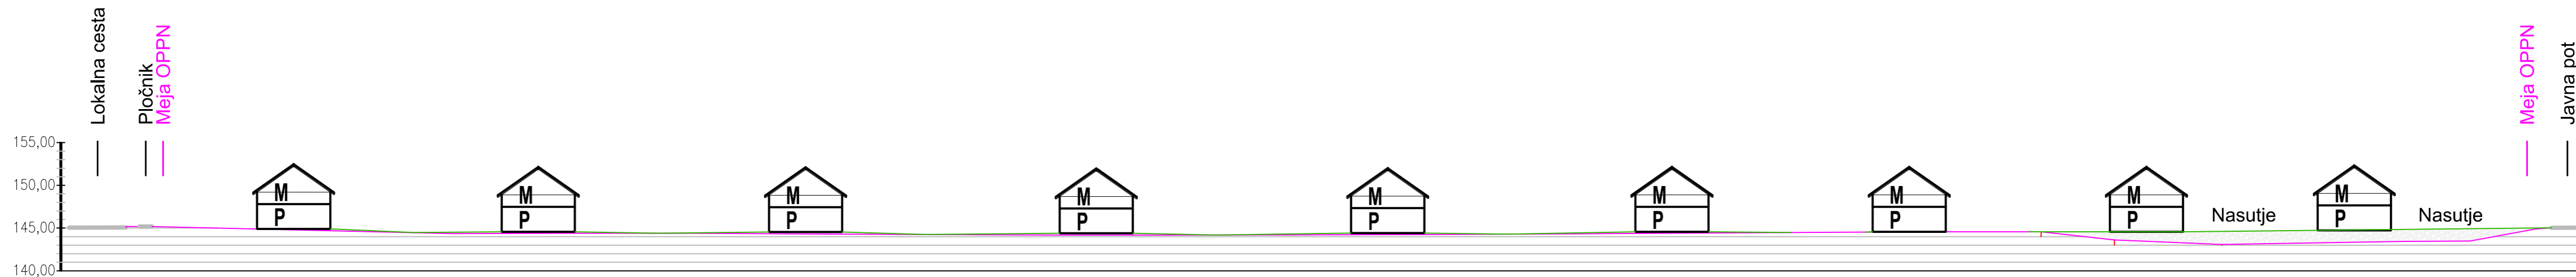 Lokalna cesta
Pločnik
Meja OPPN
Meja OPPN
Javna pot
155,00
150,00
145,00
140,00
M
P
M
P
M
P
M
P
M
P
M
P
M
P
M
P
Nasutje
M
P
Nasutje